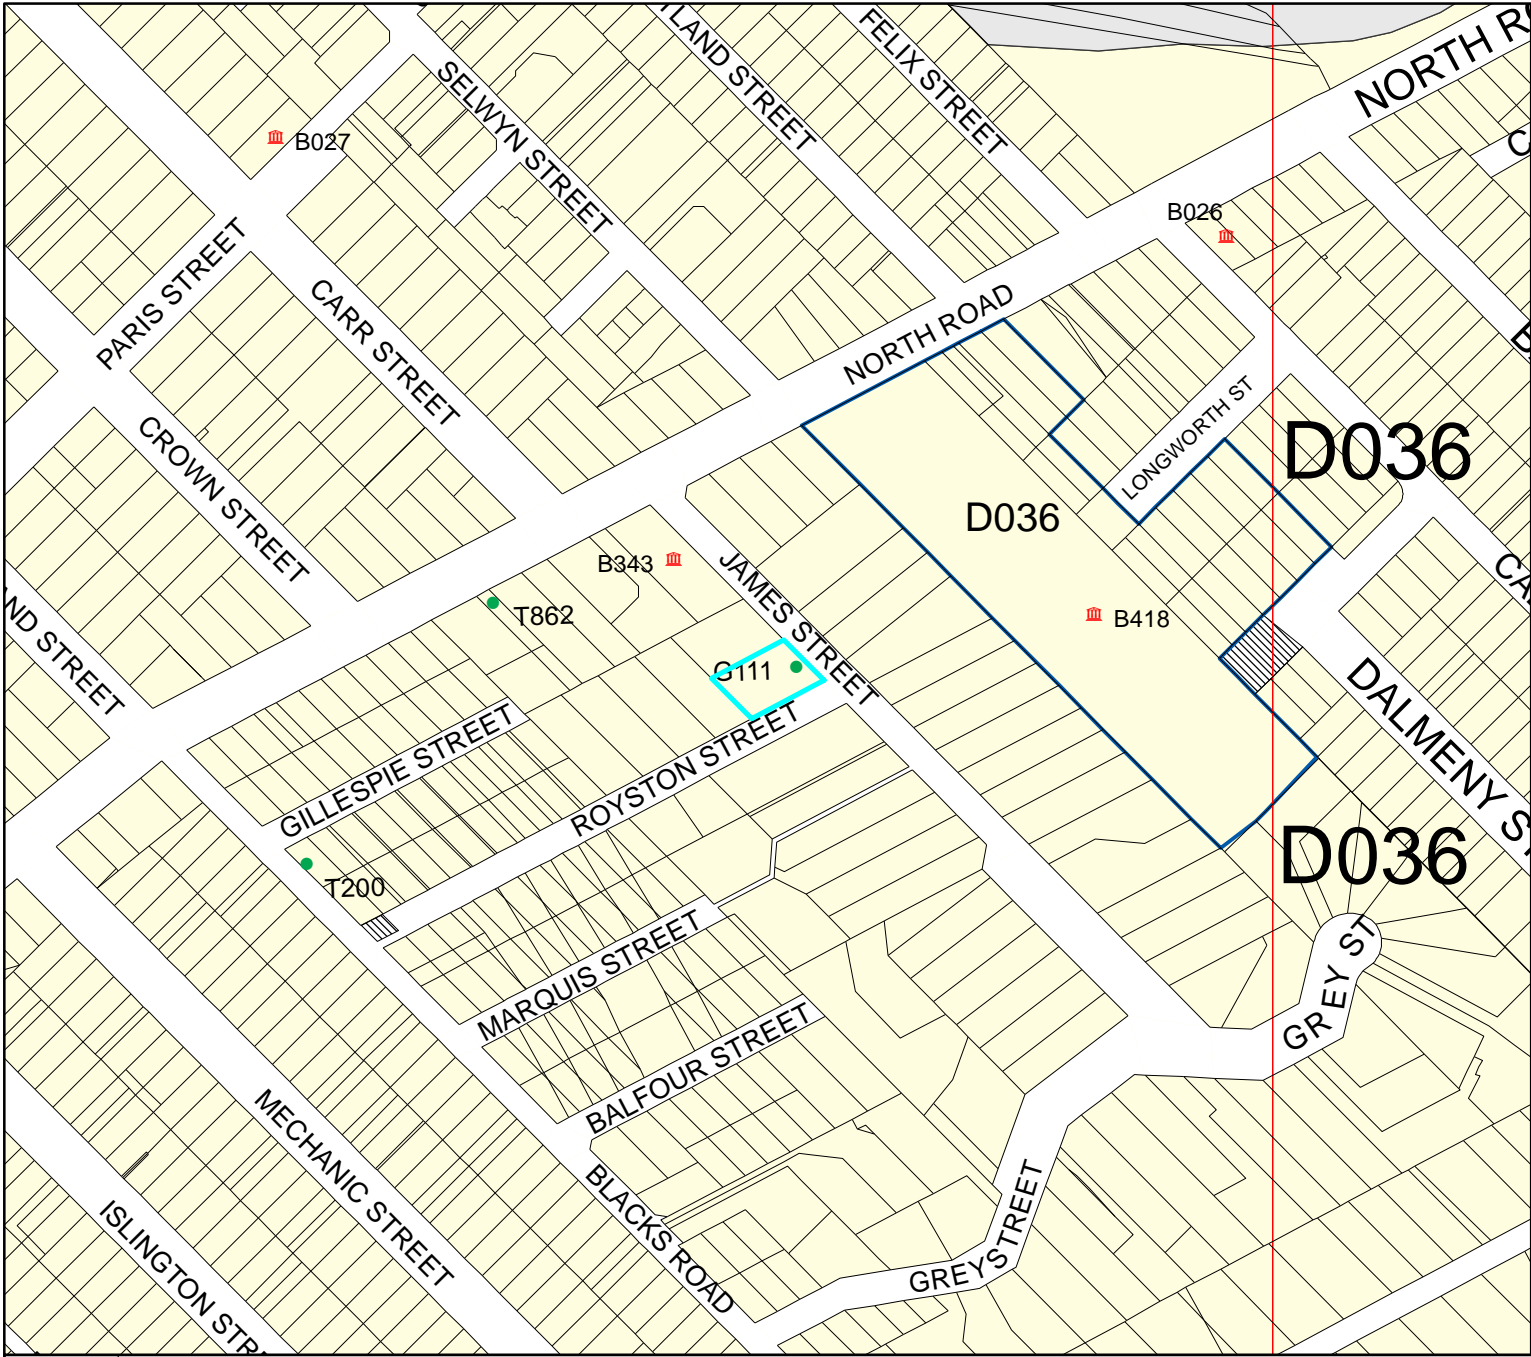 FELIX STREET
NORTH
SELWYN STREET
TLAND STREET
B027
B026
PARIS STREET
CARR STREET
NORTH ROAD
LONGWORTH ST
CROWN STREET
D036
D036
B343
JAMES STREET
T862
B418
ND STREET
G111
DALMENY
GILLESPIE STREET
ROYSTON STREET
D036
T200
MARQUIS STREET
GREY ST
BALFOUR STREET
MECHANIC STREET
BLACKS ROAD
GREY STREET
ISLINGTON STR